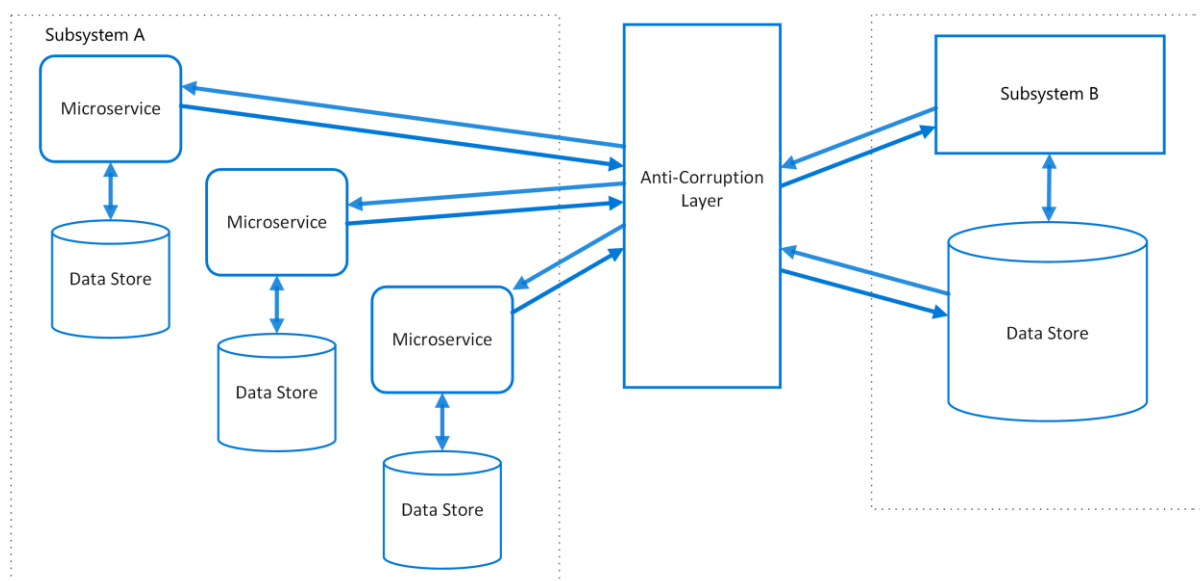 Subsystem A
Microservice
Data Store
Microservice
Data Store
Microservice
Data Store
Anti-Corruption
Layer
Subsystem B
Data Store